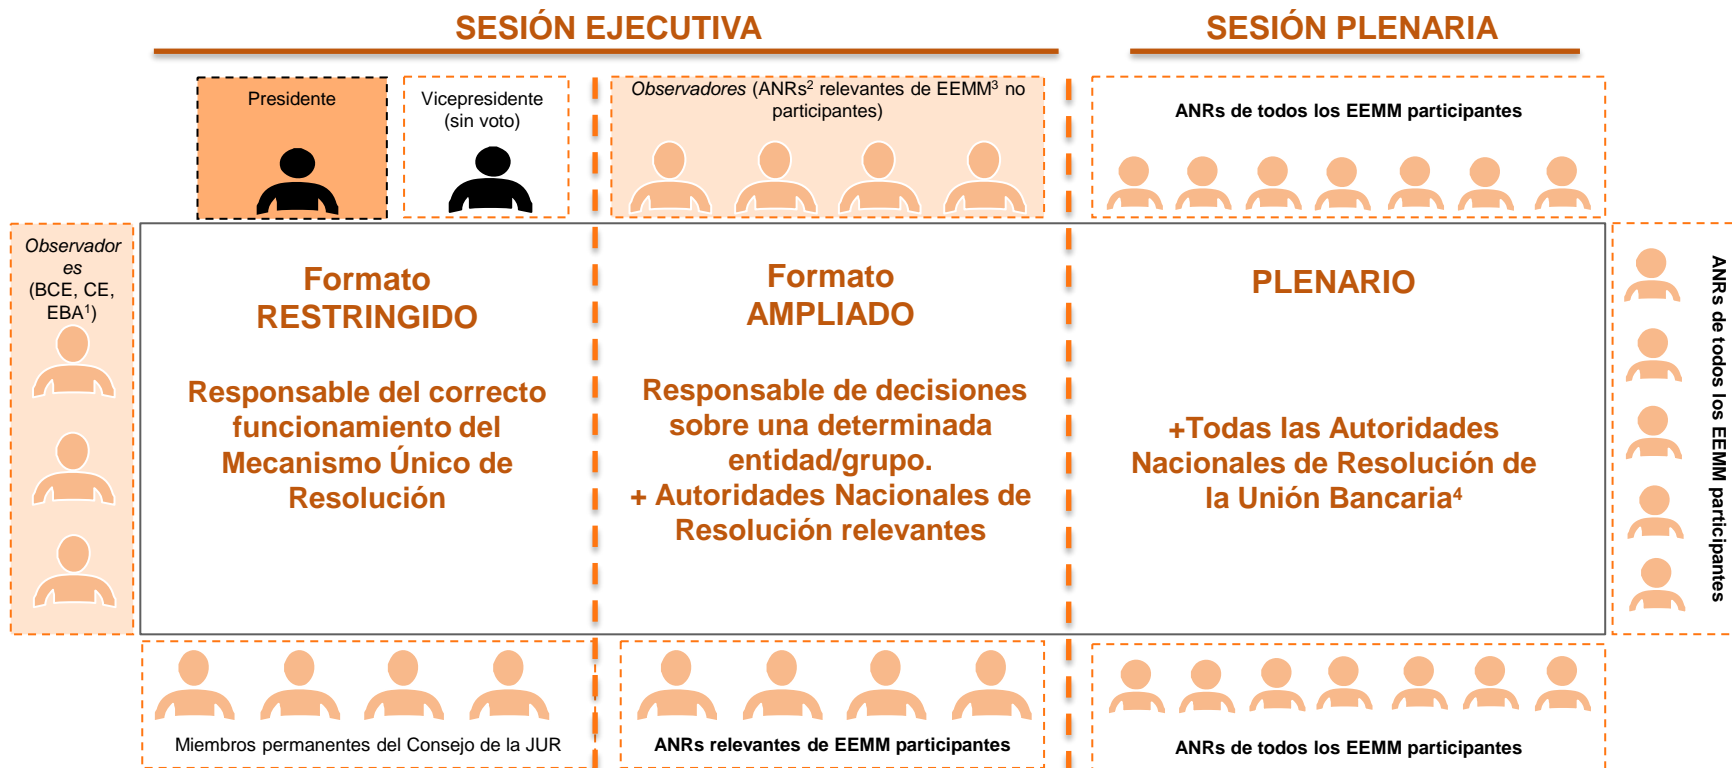 SESIÓN EJECUTIVA
SESIÓN PLENARIA
Presidente
Vicepresidente
(sin voto)
Observadores (ANRs² relevantes de EEMM³ no
participantes)
ANRs de todos los EEMM participantes
Observador
es
(BCE, CE,
EBA¹)
Formato
RESTRINGIDO
Responsable del correcto
funcionamiento del
Mecanismo Único de
Resolución
Formato
AMPLIADO
Responsable de decisiones
sobre una determinada
entidad/grupo.
+ Autoridades Nacionales de
Resolución relevantes
PLENARIO
+Todas las Autoridades
Nacionales de Resolución de
la Unión Bancaria⁴
ANRs de todos los EEMM participantes
Miembros permanentes del Consejo de la JUR
ANRs relevantes de EEMM participantes
ANRs de todos los EEMM participantes